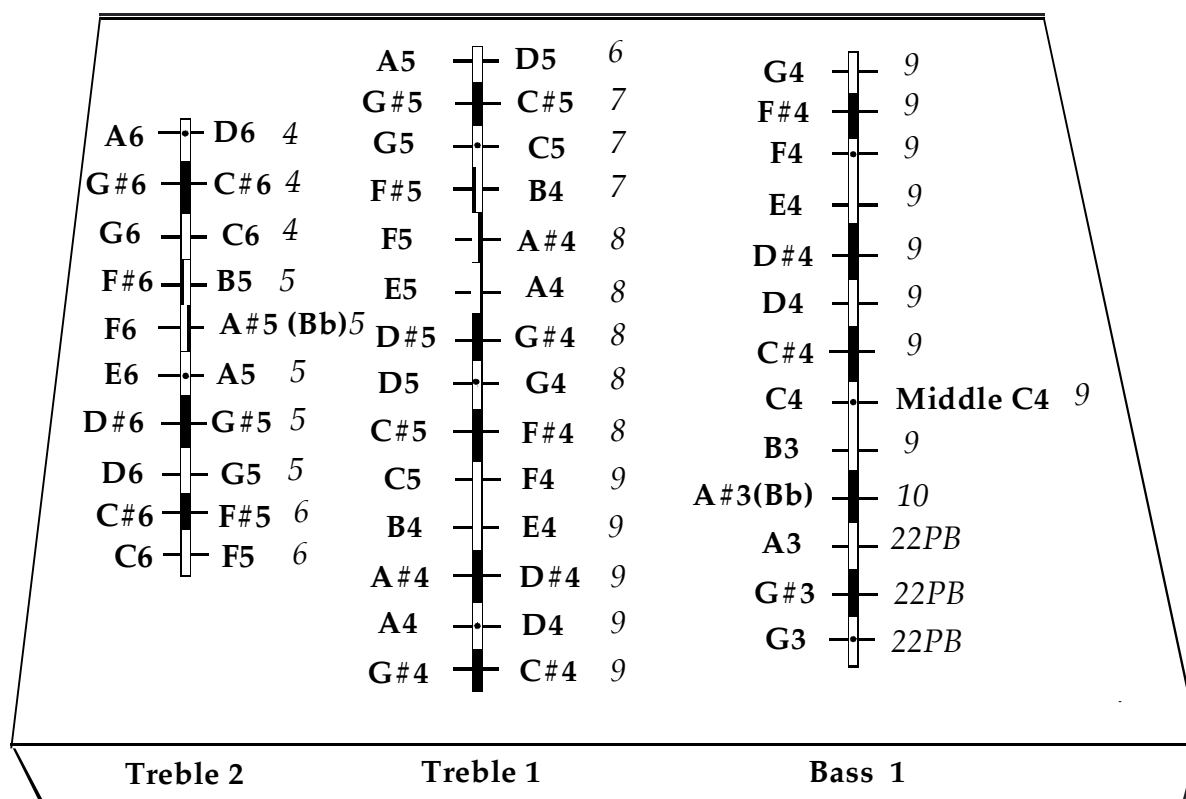 A5 D5 6
G#5 C#5 7
G5 C5 7
F#5 B4 7
F5 A#4 8
E5 A4 8
D#5 G#4 8
D5 G4 8
C#5 F#4 8
C5 F4 9
B4 E4 9
A#4 D#4 9
A4 D4 9
G#4 C#4 9
A6 D6 4
G#6 C#6 4
G6 C6 4
F#6 B5 5
F6 A#5 (Bb)5
E6 A5 5
D#6 G#5 5
D6 G5 5
C#6 F#5 6
C6 F5 6
G4 9
F#4 9
F4 9
E4 9
D#4 9
D4 9
C#4 9
C4 Middle C4 9
B3 9
A#3(Bb) 10
A3 22PB
G#3 22PB
G3 22PB
Treble 2 Treble 1 Bass 1